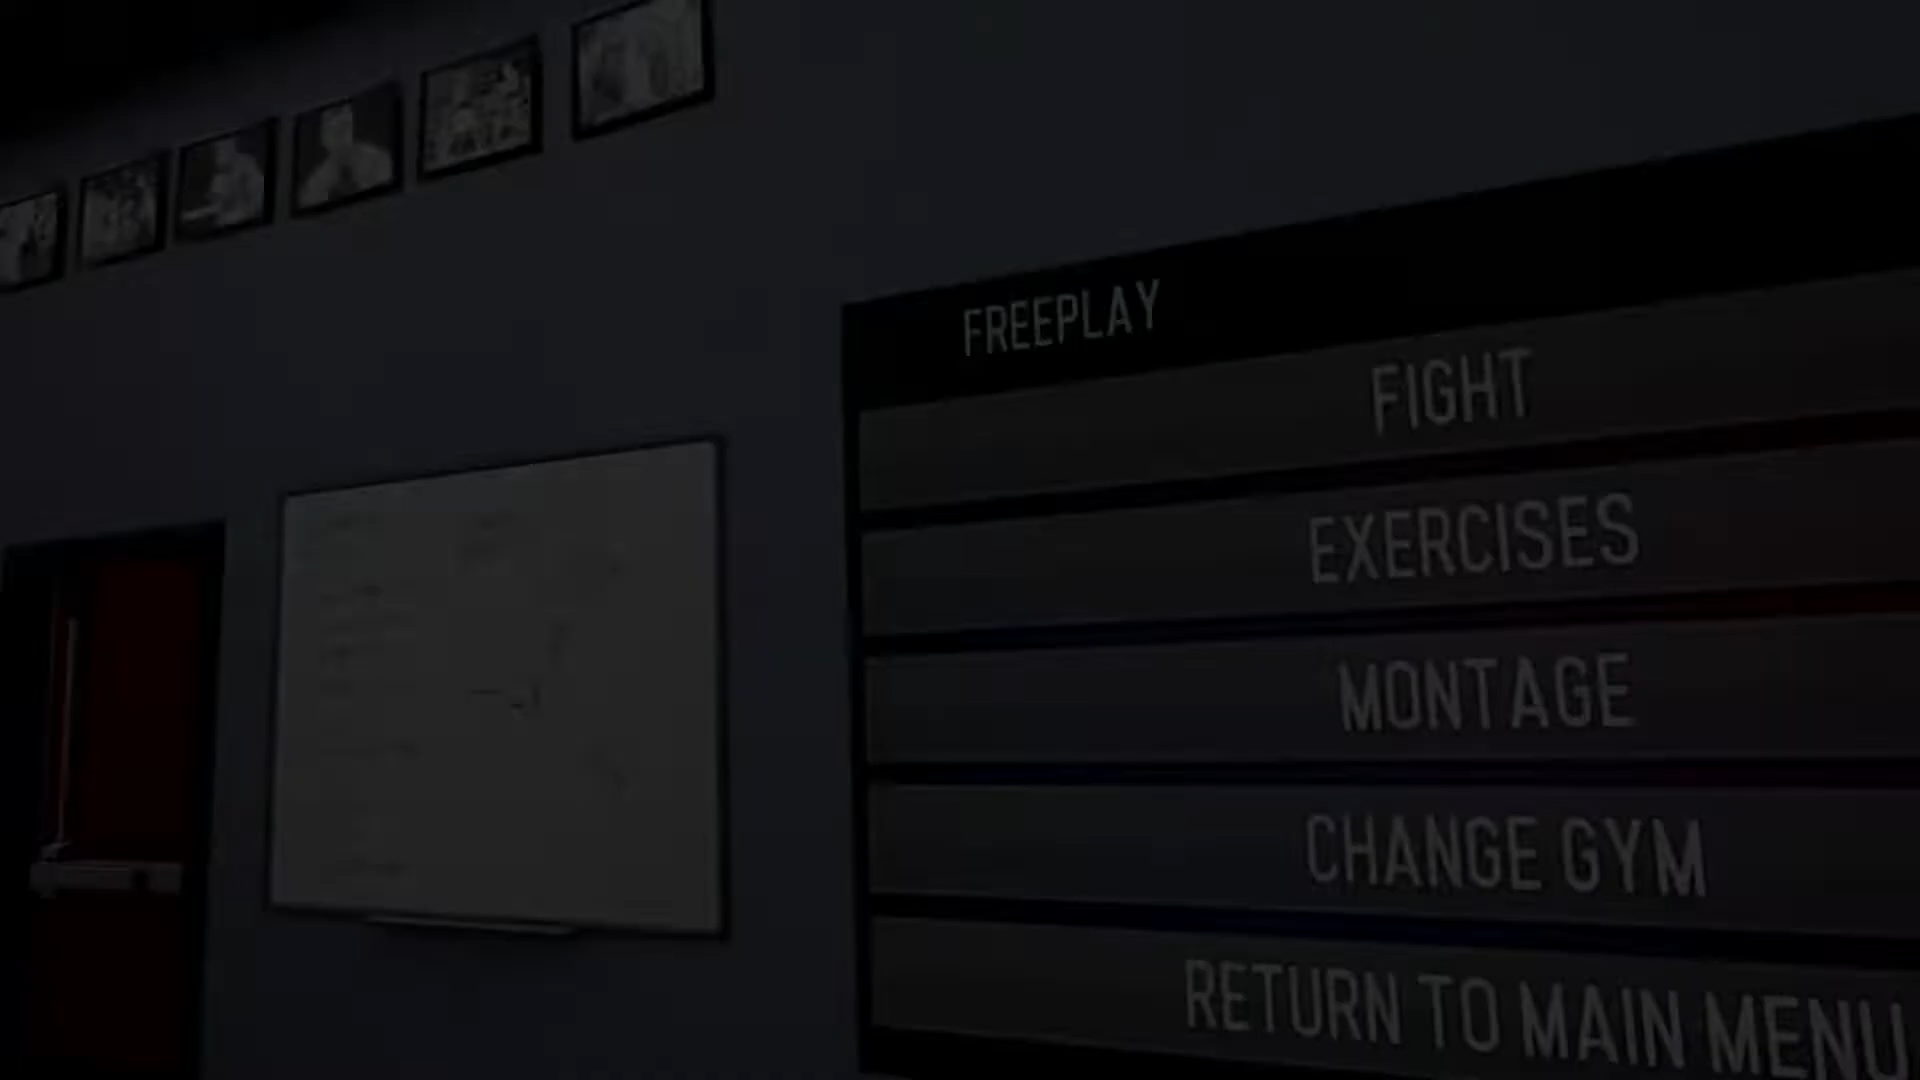 FREEPLAY
FIGHT
EXERCISES
MONTAGE
CHANGE GYM
RETURN TO MAIN MENU